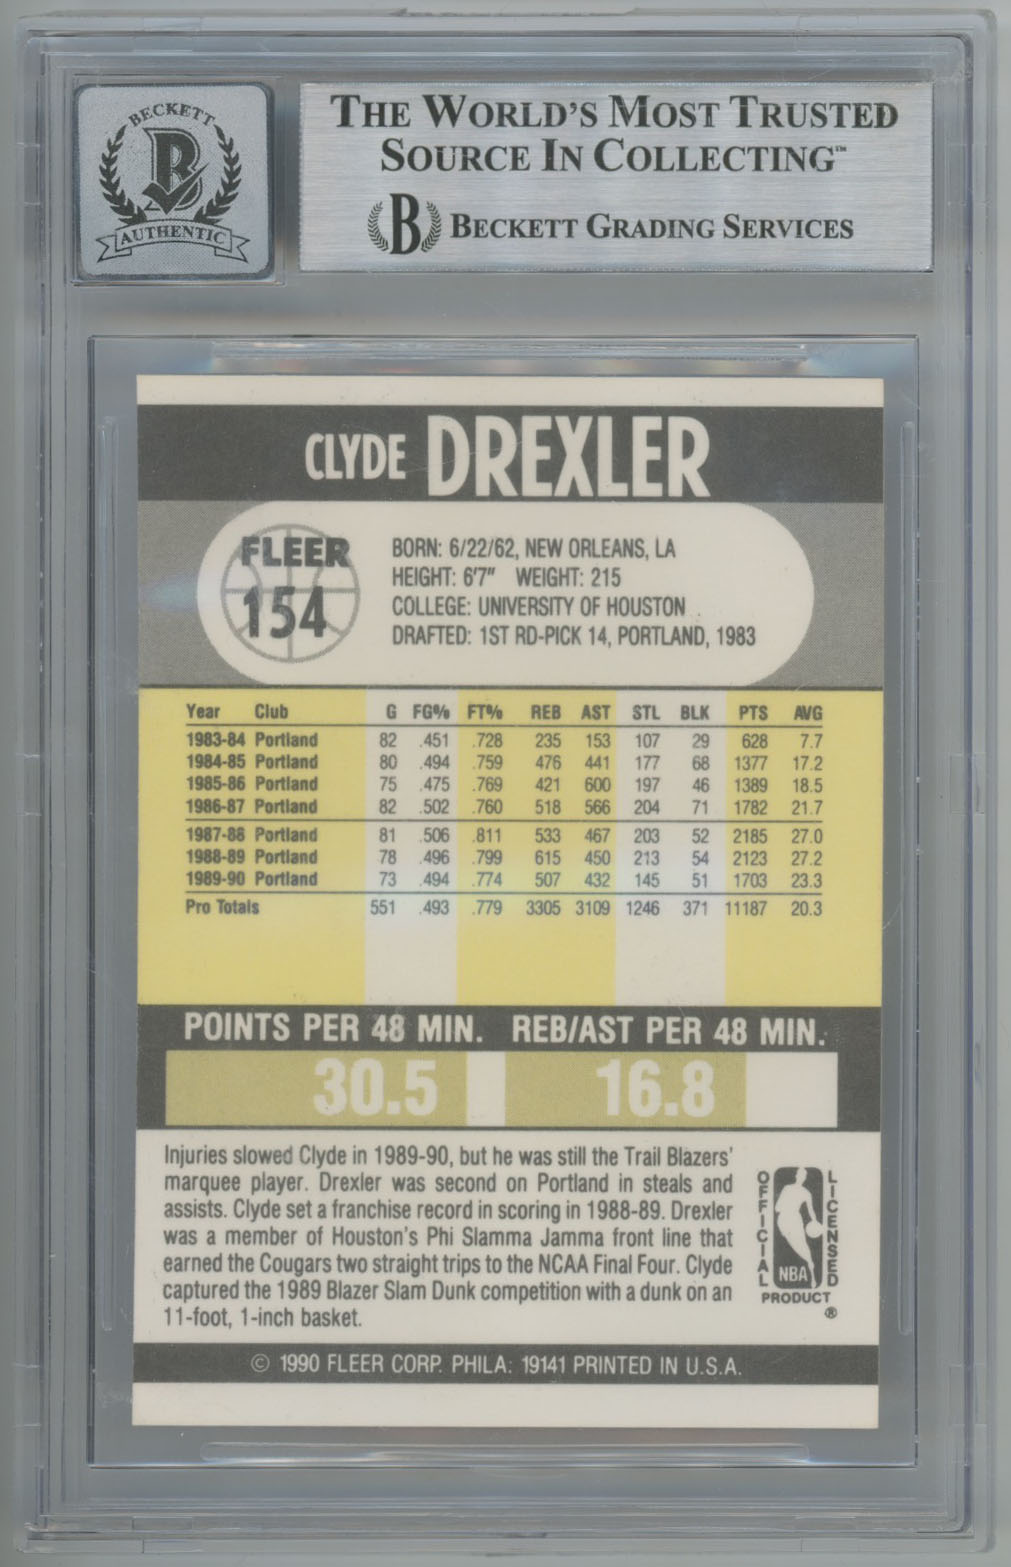 BECKETT
B
AUTHENTIC
THE WORLD'S MOST TRUSTED
SOURCE IN COLLECTING™
B BECKETT GRADING SERVICES
CLYDE DREXLER
FLEER
154
BORN: 6/22/62, NEW ORLEANS, LA
HEIGHT: 6'7" WEIGHT: 215
COLLEGE: UNIVERSITY OF HOUSTON
DRAFTED: 1ST RD-PICK 14, PORTLAND, 1983
Year Club G FG% FT% REB AST STL BLK PTS AVG
1983-84 Portland 82 .451 .728 235 153 107 29 628 7.7
1984-85 Portland 80 .494 .759 476 441 177 68 1377 17.2
1985-86 Portland 75 .475 .769 421 600 197 46 1389 18.5
1986-87 Portland 82 .502 .760 518 566 204 71 1782 21.7
1987-88 Portland 81 .506 .811 533 467 203 52 2185 27.0
1988-89 Portland 78 .496 .799 615 450 213 54 2123 27.2
1989-90 Portland 73 .494 .774 507 432 145 51 1703 23.3
Pro Totals 551 .493 .779 3305 3109 1246 371 11187 20.3
POINTS PER 48 MIN. REB/AST PER 48 MIN.
30.5 16.8
Injuries slowed Clyde in 1989-90, but he was still the Trail Blazers'
marquee player. Drexler was second on Portland in steals and
assists. Clyde set a franchise record in scoring in 1988-89. Drexler
was a member of Houston's Phi Slamma Jamma front line that
earned the Cougars two straight trips to the NCAA Final Four. Clyde
captured the 1989 Blazer Slam Dunk competition with a dunk on an
11-foot, 1-inch basket.
OFFICIAL
NBA
LICENSED
PRODUCT
®
© 1990 FLEER CORP. PHILA: 19141 PRINTED IN U.S.A.